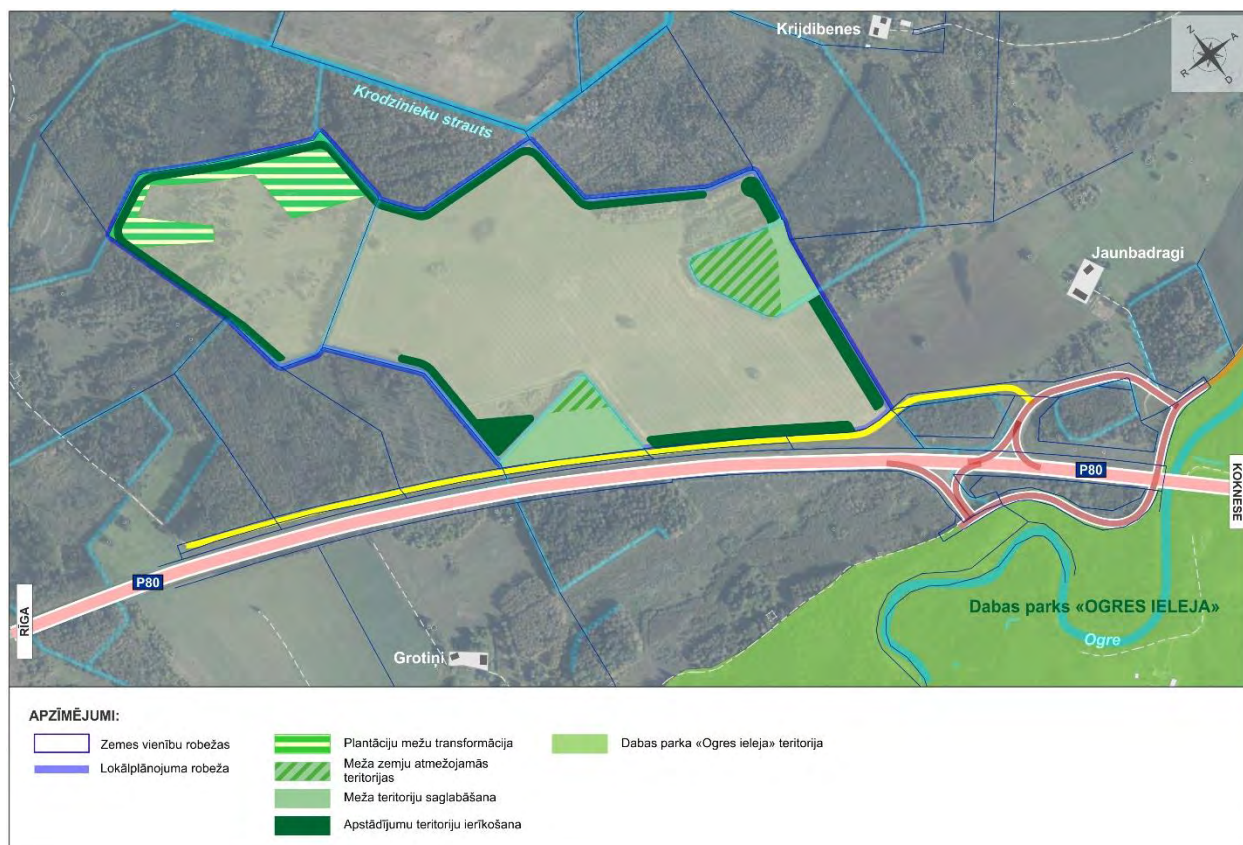 Krijdibenes
Z
A
R
D
Krodzinieku strauts
Jaunbadragi
P80
KOKNESE
P80
RĪGA
Dabas parks «OGRES IELEJA»
Ogre
Grotiņi
APZĪMĒJUMI:
Zemes vienību robežas
Lokālplānojuma robeža
Plantāciju mežu transformācija
Meža zemju atmežojamās
teritorijas
Meža teritoriju saglabāšana
Apstādījumu teritoriju ierīkošana
Dabas parka «Ogres ieleja» teritorija